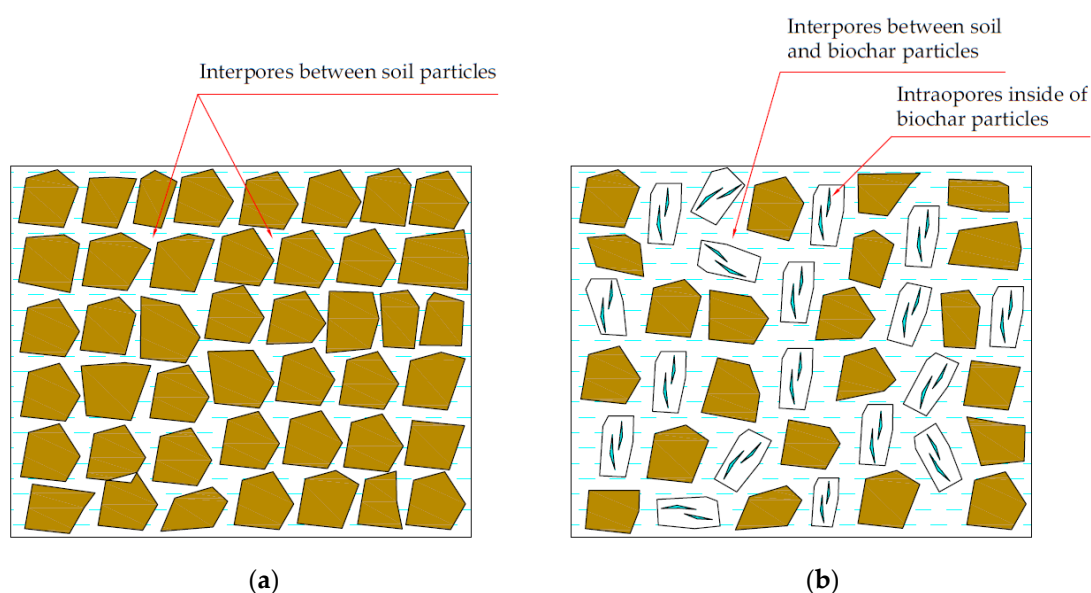 Interpores between soil particles
Interpores between soil
and biochar particles
Intraopores inside of
biochar particles
(a)
(b)